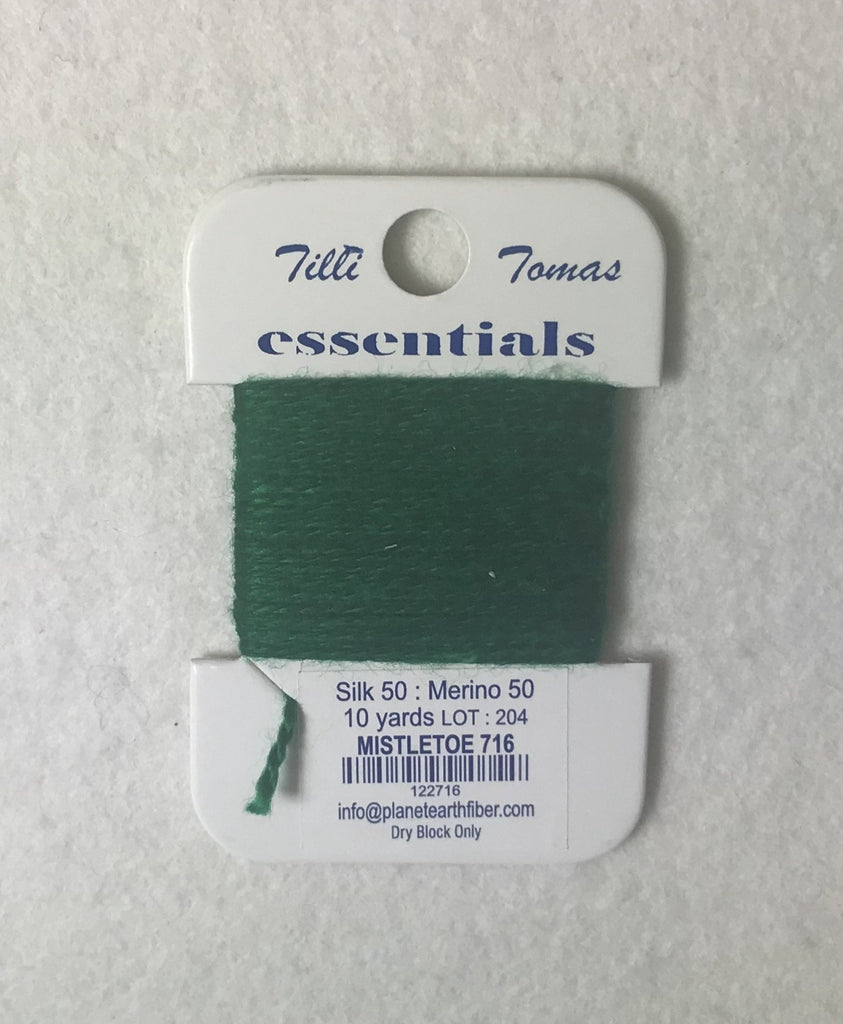 Tilli Tomas
essentials
Silk 50 : Merino 50
10 yards LOT : 204
MISTLETOE 716
122716
info@planetearthfiber.com
Dry Block Only